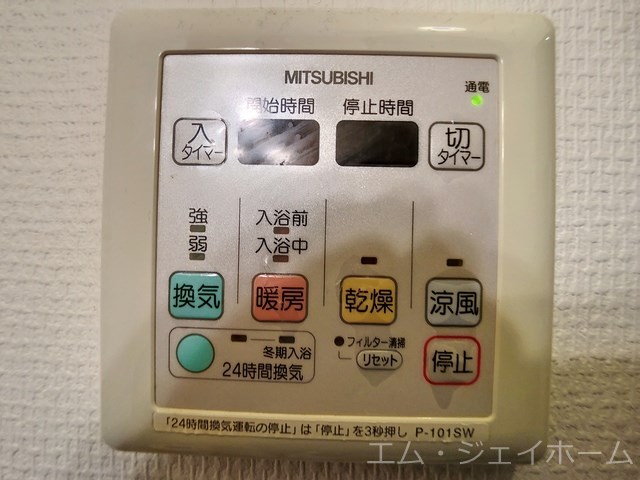 MITSUBISHI
通電
開始時間 停止時間
入
タイマー
切
タイマー
強
弱
入浴前
入浴中
換気
暖房
乾燥
涼風
冬期入浴
24時間換気
フィルター清掃
リセット
停止
「24時間換気運転の停止」は「停止」を3秒押し P-101SW
エム・ジェイホーム